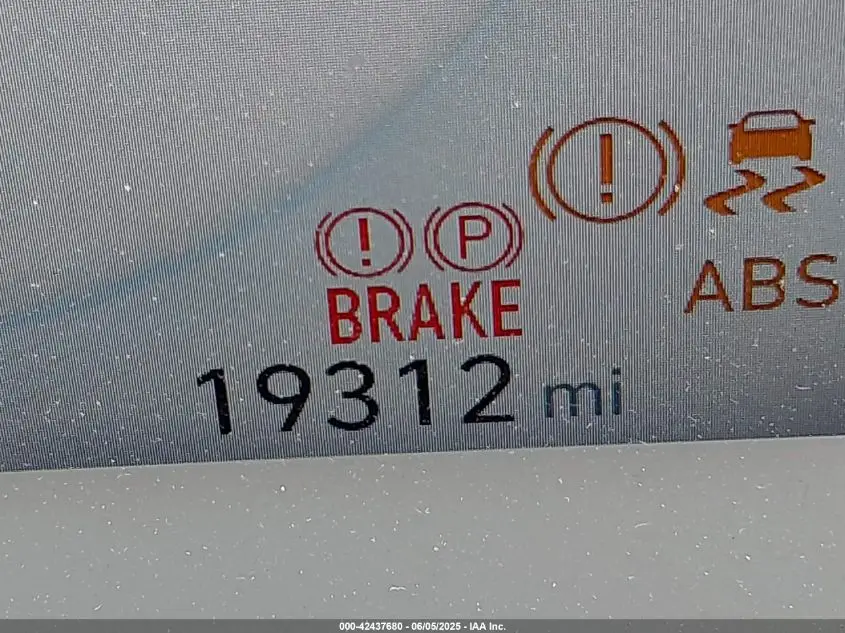 P
BRAKE
ABS
19312 mi
000-42437680 - 06/05/2025 - IAA Inc.